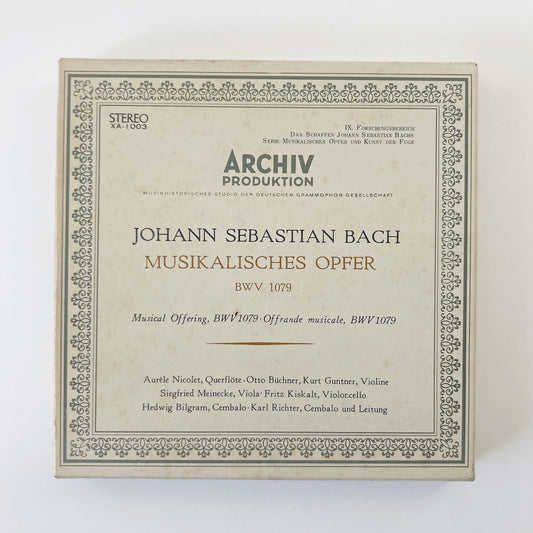 STEREO
XA-1003
IX. Forschungsbereich
Das Schaffen Johann Sebastian Bachs
Serie: Musikalisches Opfer und Kunst der Fuge
ARCHIV
PRODUKTION
MUSIKHISTORISCHES STUDIO DER DEUTSCHEN GRAMMOPHON GESELLSCHAFT
JOHANN SEBASTIAN BACH
MUSIKALISCHES OPFER
BWV 1079
Musical Offering, BWV 1079 · Offrande musicale, BWV 1079
Aurèle Nicolet, Querflöte · Otto Büchner, Kurt Guntner, Violine
Siegfried Meinecke, Viola · Fritz Kiskalt, Violoncello
Hedwig Bilgram, Cembalo · Karl Richter, Cembalo und Leitung